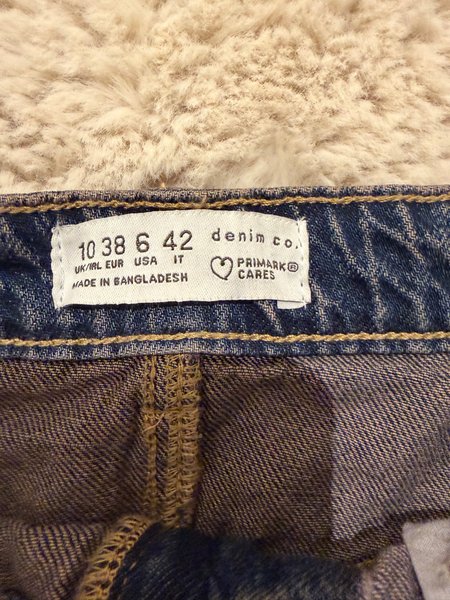 10 38 6 42 denim co.
UK/IRL EUR USA IT PRIMARK®
MADE IN BANGLADESH CARES